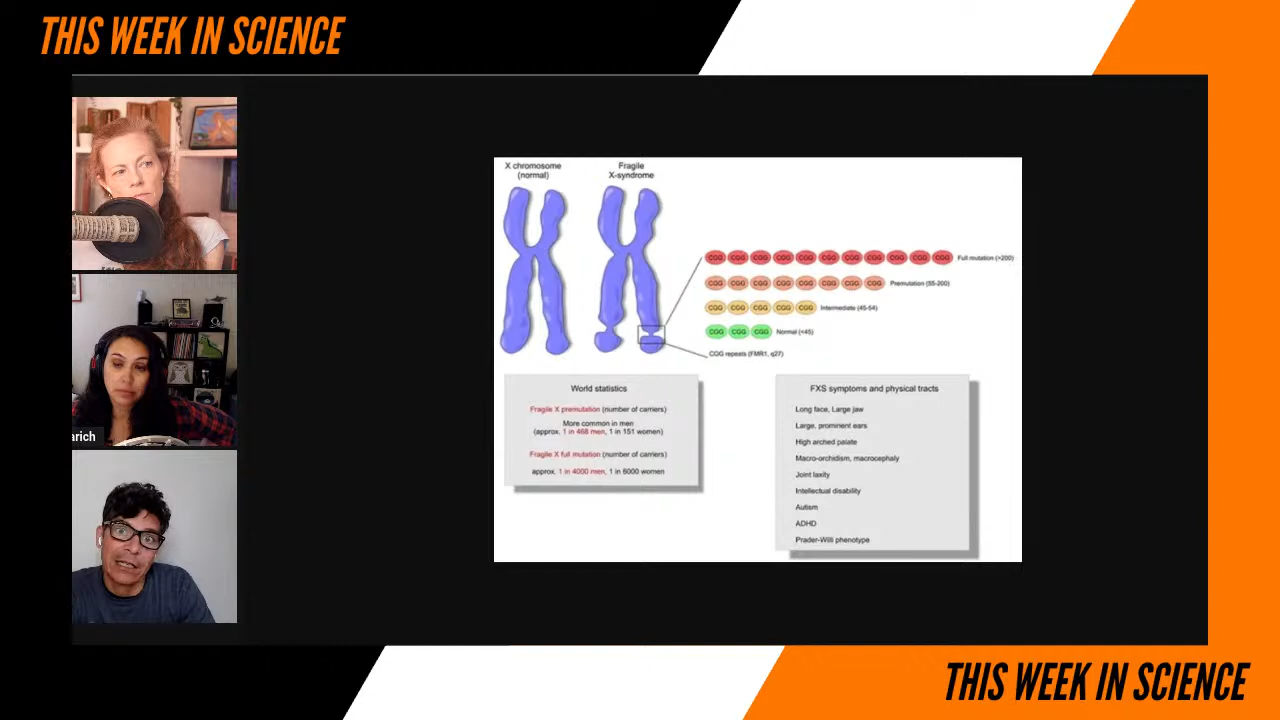 THIS WEEK IN SCIENCE
X chromosome
(normal)
Fragile
X-syndrome
CGG CGG CGG CGG CGG CGG CGG CGG CGG CGG CGG Full mutation (>200)
CGG CGG CGG CGG CGG CGG CGG CGG Premutation (55-200)
CGG CGG CGG CGG CGG Intermediate (45-54)
CGG CGG CGG Normal (<45)
CGG repeats (FMR1, q27)
World statistics
Fragile X premutation (number of carriers)
More common in men
(approx. 1 in 468 men, 1 in 151 women)
Fragile X full mutation (number of carriers)
approx. 1 in 4000 men, 1 in 6000 women
FXS symptoms and physical tracts
Long face, Large jaw
Large, prominent ears
High arched palate
Macro-orchidism, macrocephaly
Joint laxity
Intellectual disability
Autism
ADHD
Prader-Willi phenotype
arich
THIS WEEK IN SCIENCE